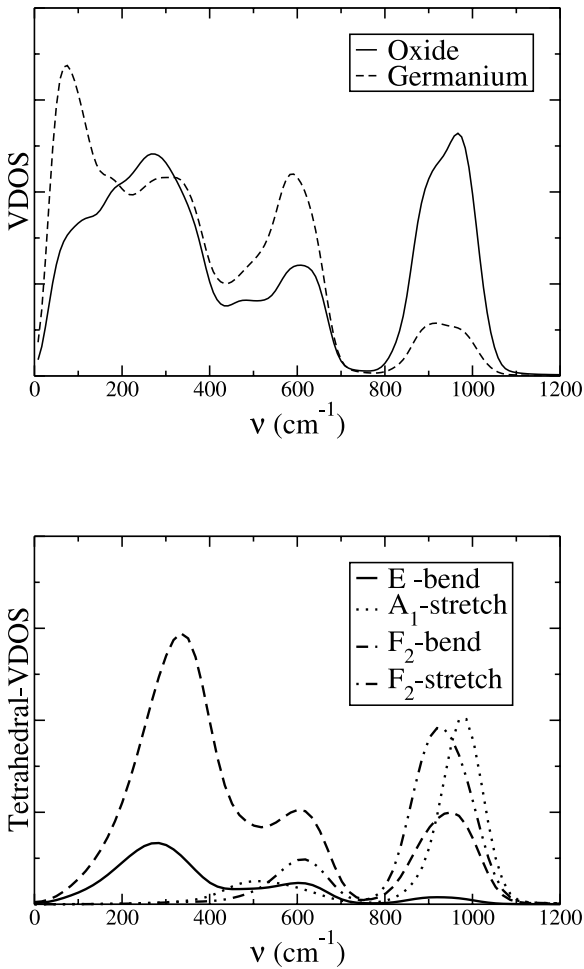 VDOS
Oxide
Germanium
0 200 400 600 800 1000 1200
ν (cm⁻¹)
Tetrahedral-VDOS
E -bend
A₁-stretch
F₂-bend
F₂-stretch
0 200 400 600 800 1000 1200
ν (cm⁻¹)